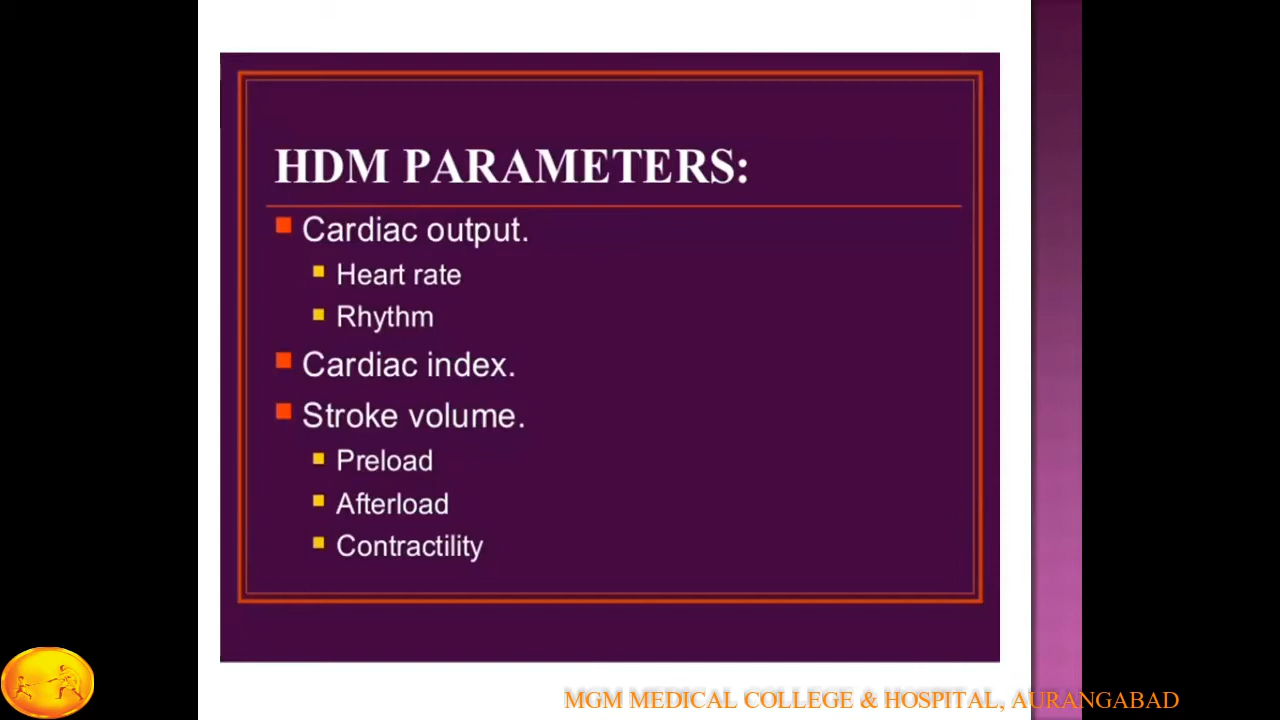 HDM PARAMETERS:
Cardiac output.
Heart rate
Rhythm
Cardiac index.
Stroke volume.
Preload
Afterload
Contractility
MGM MEDICAL COLLEGE & HOSPITAL, AURANGABAD